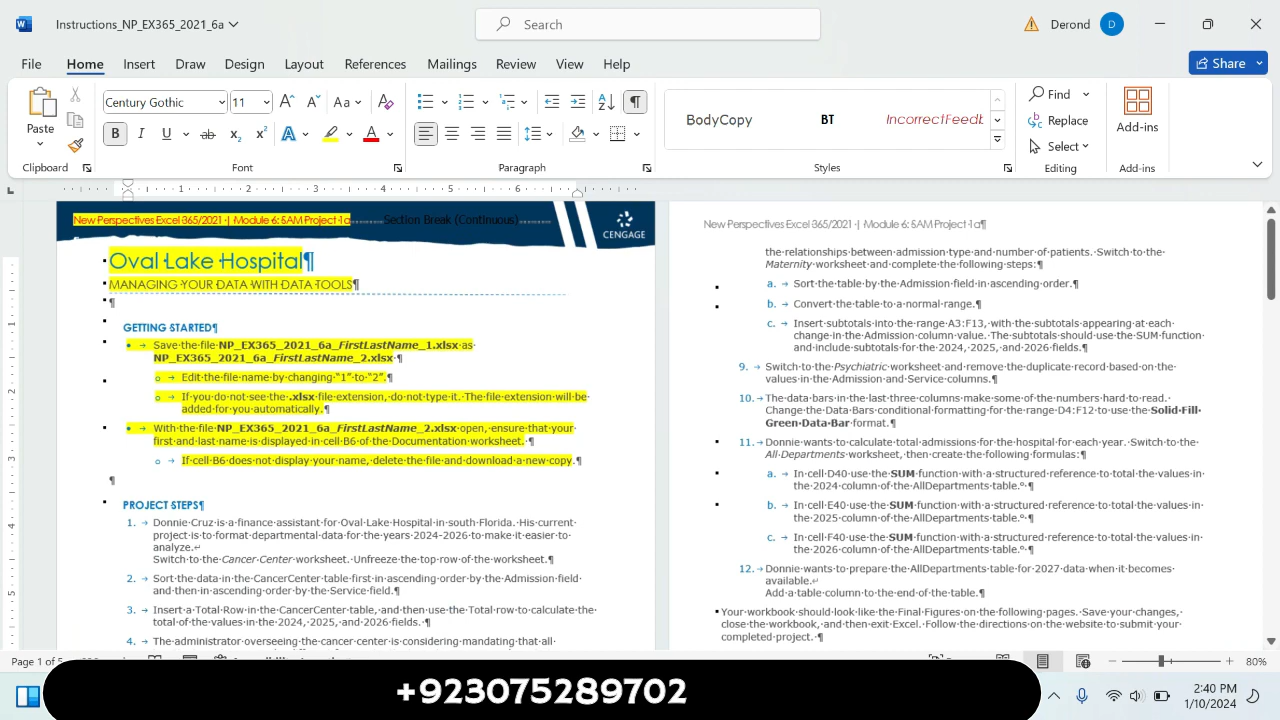 Instructions_NP_EX365_2021_6a
Search
Derond
D
File
Home
Insert
Draw
Design
Layout
References
Mailings
Review
View
Help
Share
Paste
Century Gothic
11
Aa
B I U ab x₂ x² A A
BodyCopy
BT
IncorrectFeedb
Find
Replace
Select
Add-ins
Clipboard
Font
Paragraph
Styles
Editing
Add-ins
New Perspectives Excel 365/2021 | Module 6: SAM Project 1a
Section Break (Continuous)
CENGAGE
Oval Lake Hospital¶
MANAGING YOUR DATA WITH DATA TOOLS¶
¶
GETTING STARTED¶
• Save the file NP_EX365_2021_6a_FirstLastName_1.xlsx as
NP_EX365_2021_6a_FirstLastName_2.xlsx ¶
o Edit the file name by changing “1” to “2”.¶
o If you do not see the .xlsx file extension, do not type it. The file extension will be
added for you automatically.¶
• With the file NP_EX365_2021_6a_FirstLastName_2.xlsx open, ensure that your
first and last name is displayed in cell B6 of the Documentation worksheet. ¶
o If cell B6 does not display your name, delete the file and download a new copy.¶
¶
PROJECT STEPS¶
1. Donnie Cruz is a finance assistant for Oval Lake Hospital in south Florida. His current
project is to format departmental data for the years 2024-2026 to make it easier to
analyze.↵
Switch to the Cancer Center worksheet. Unfreeze the top row of the worksheet.¶
2. Sort the data in the CancerCenter table first in ascending order by the Admission field
and then in ascending order by the Service field.¶
3. Insert a Total Row in the CancerCenter table, and then use the Total row to calculate the
total of the values in the 2024, 2025, and 2026 fields. ¶
4. The administrator overseeing the cancer center is considering mandating that all
New Perspectives Excel 365/2021 | Module 6: SAM Project 1a¶
the relationships between admission type and number of patients. Switch to the
Maternity worksheet and complete the following steps:¶
a. Sort the table by the Admission field in ascending order.¶
b. Convert the table to a normal range.¶
c. Insert subtotals into the range A3:F13, with the subtotals appearing at each
change in the Admission column value. The subtotals should use the SUM function
and include subtotals for the 2024, 2025, and 2026 fields.¶
9. Switch to the Psychiatric worksheet and remove the duplicate record based on the
values in the Admission and Service columns.¶
10. The data bars in the last three columns make some of the numbers hard to read.
Change the Data Bars conditional formatting for the range D4:F12 to use the Solid Fill
Green Data Bar format.¶
11. Donnie wants to calculate total admissions for the hospital for each year. Switch to the
All Departments worksheet, then create the following formulas:¶
a. In cell D40 use the SUM function with a structured reference to total the values in
the 2024 column of the AllDepartments table.° ¶
b. In cell E40 use the SUM function with a structured reference to total the values in
the 2025 column of the AllDepartments table.° ¶
c. In cell F40 use the SUM function with a structured reference to total the values in
the 2026 column of the AllDepartments table.° ¶
12. Donnie wants to prepare the AllDepartments table for 2027 data when it becomes
available.↵
Add a table column to the end of the table.¶
Your workbook should look like the Final Figures on the following pages. Save your changes,
close the workbook, and then exit Excel. Follow the directions on the website to submit your
completed project. ¶
Page 1 of 5
80%
+923075289702
2:40 PM
1/10/2024